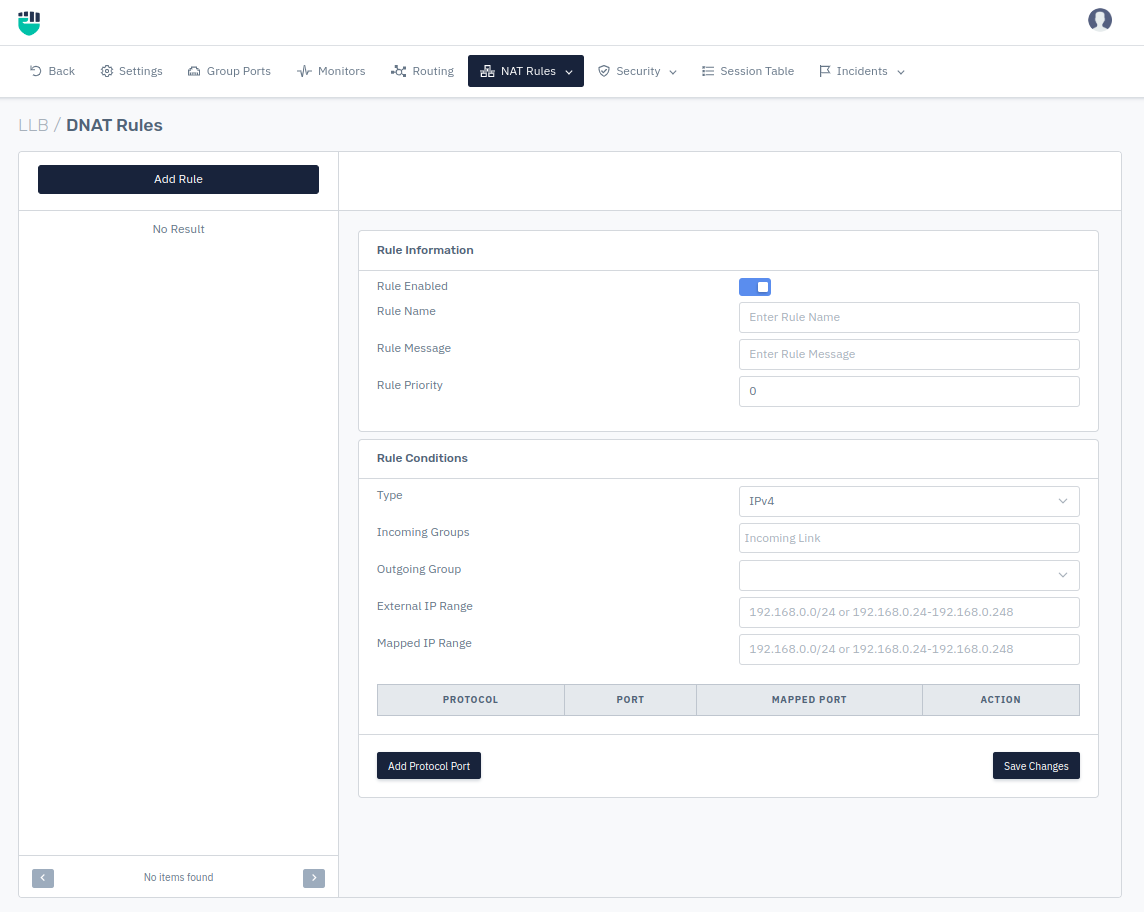 Back Settings Group Ports Monitors Routing NAT Rules Security Session Table Incidents
LLB / DNAT Rules
Add Rule
No Result
Rule Information
Rule Enabled
Rule Name Enter Rule Name
Rule Message Enter Rule Message
Rule Priority 0
Rule Conditions
Type IPv4
Incoming Groups Incoming Link
Outgoing Group
External IP Range 192.168.0.0/24 or 192.168.0.24-192.168.0.248
Mapped IP Range 192.168.0.0/24 or 192.168.0.24-192.168.0.248
PROTOCOL PORT MAPPED PORT ACTION
Add Protocol Port Save Changes
No items found